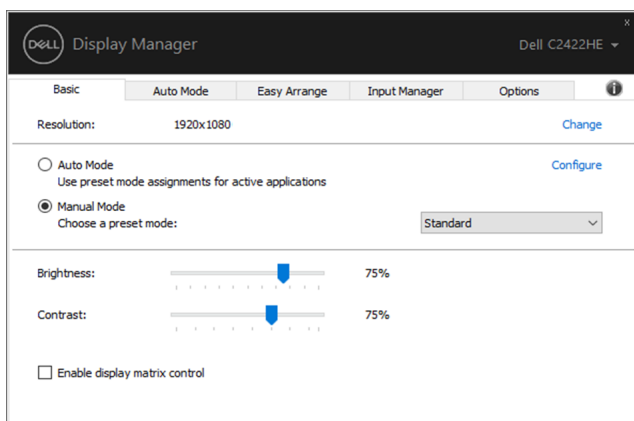 x
DELL Display Manager Dell C2422HE
Basic Auto Mode Easy Arrange Input Manager Options i
Resolution: 1920x1080 Change
Auto Mode Configure
Use preset mode assignments for active applications
Manual Mode
Choose a preset mode: Standard
Brightness: 75%
Contrast: 75%
Enable display matrix control